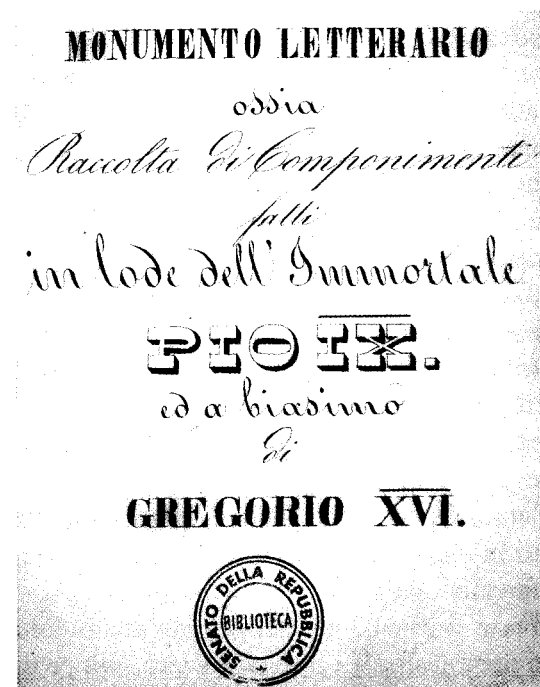 MONUMENTO LETTERARIO
ossia
Raccolta di Componimenti
fatti
in lode dell' Immortale
PIO IX.
ed a biasimo
di
GREGORIO XVI.
SENATO DELLA REPUBBLICA
BIBLIOTECA